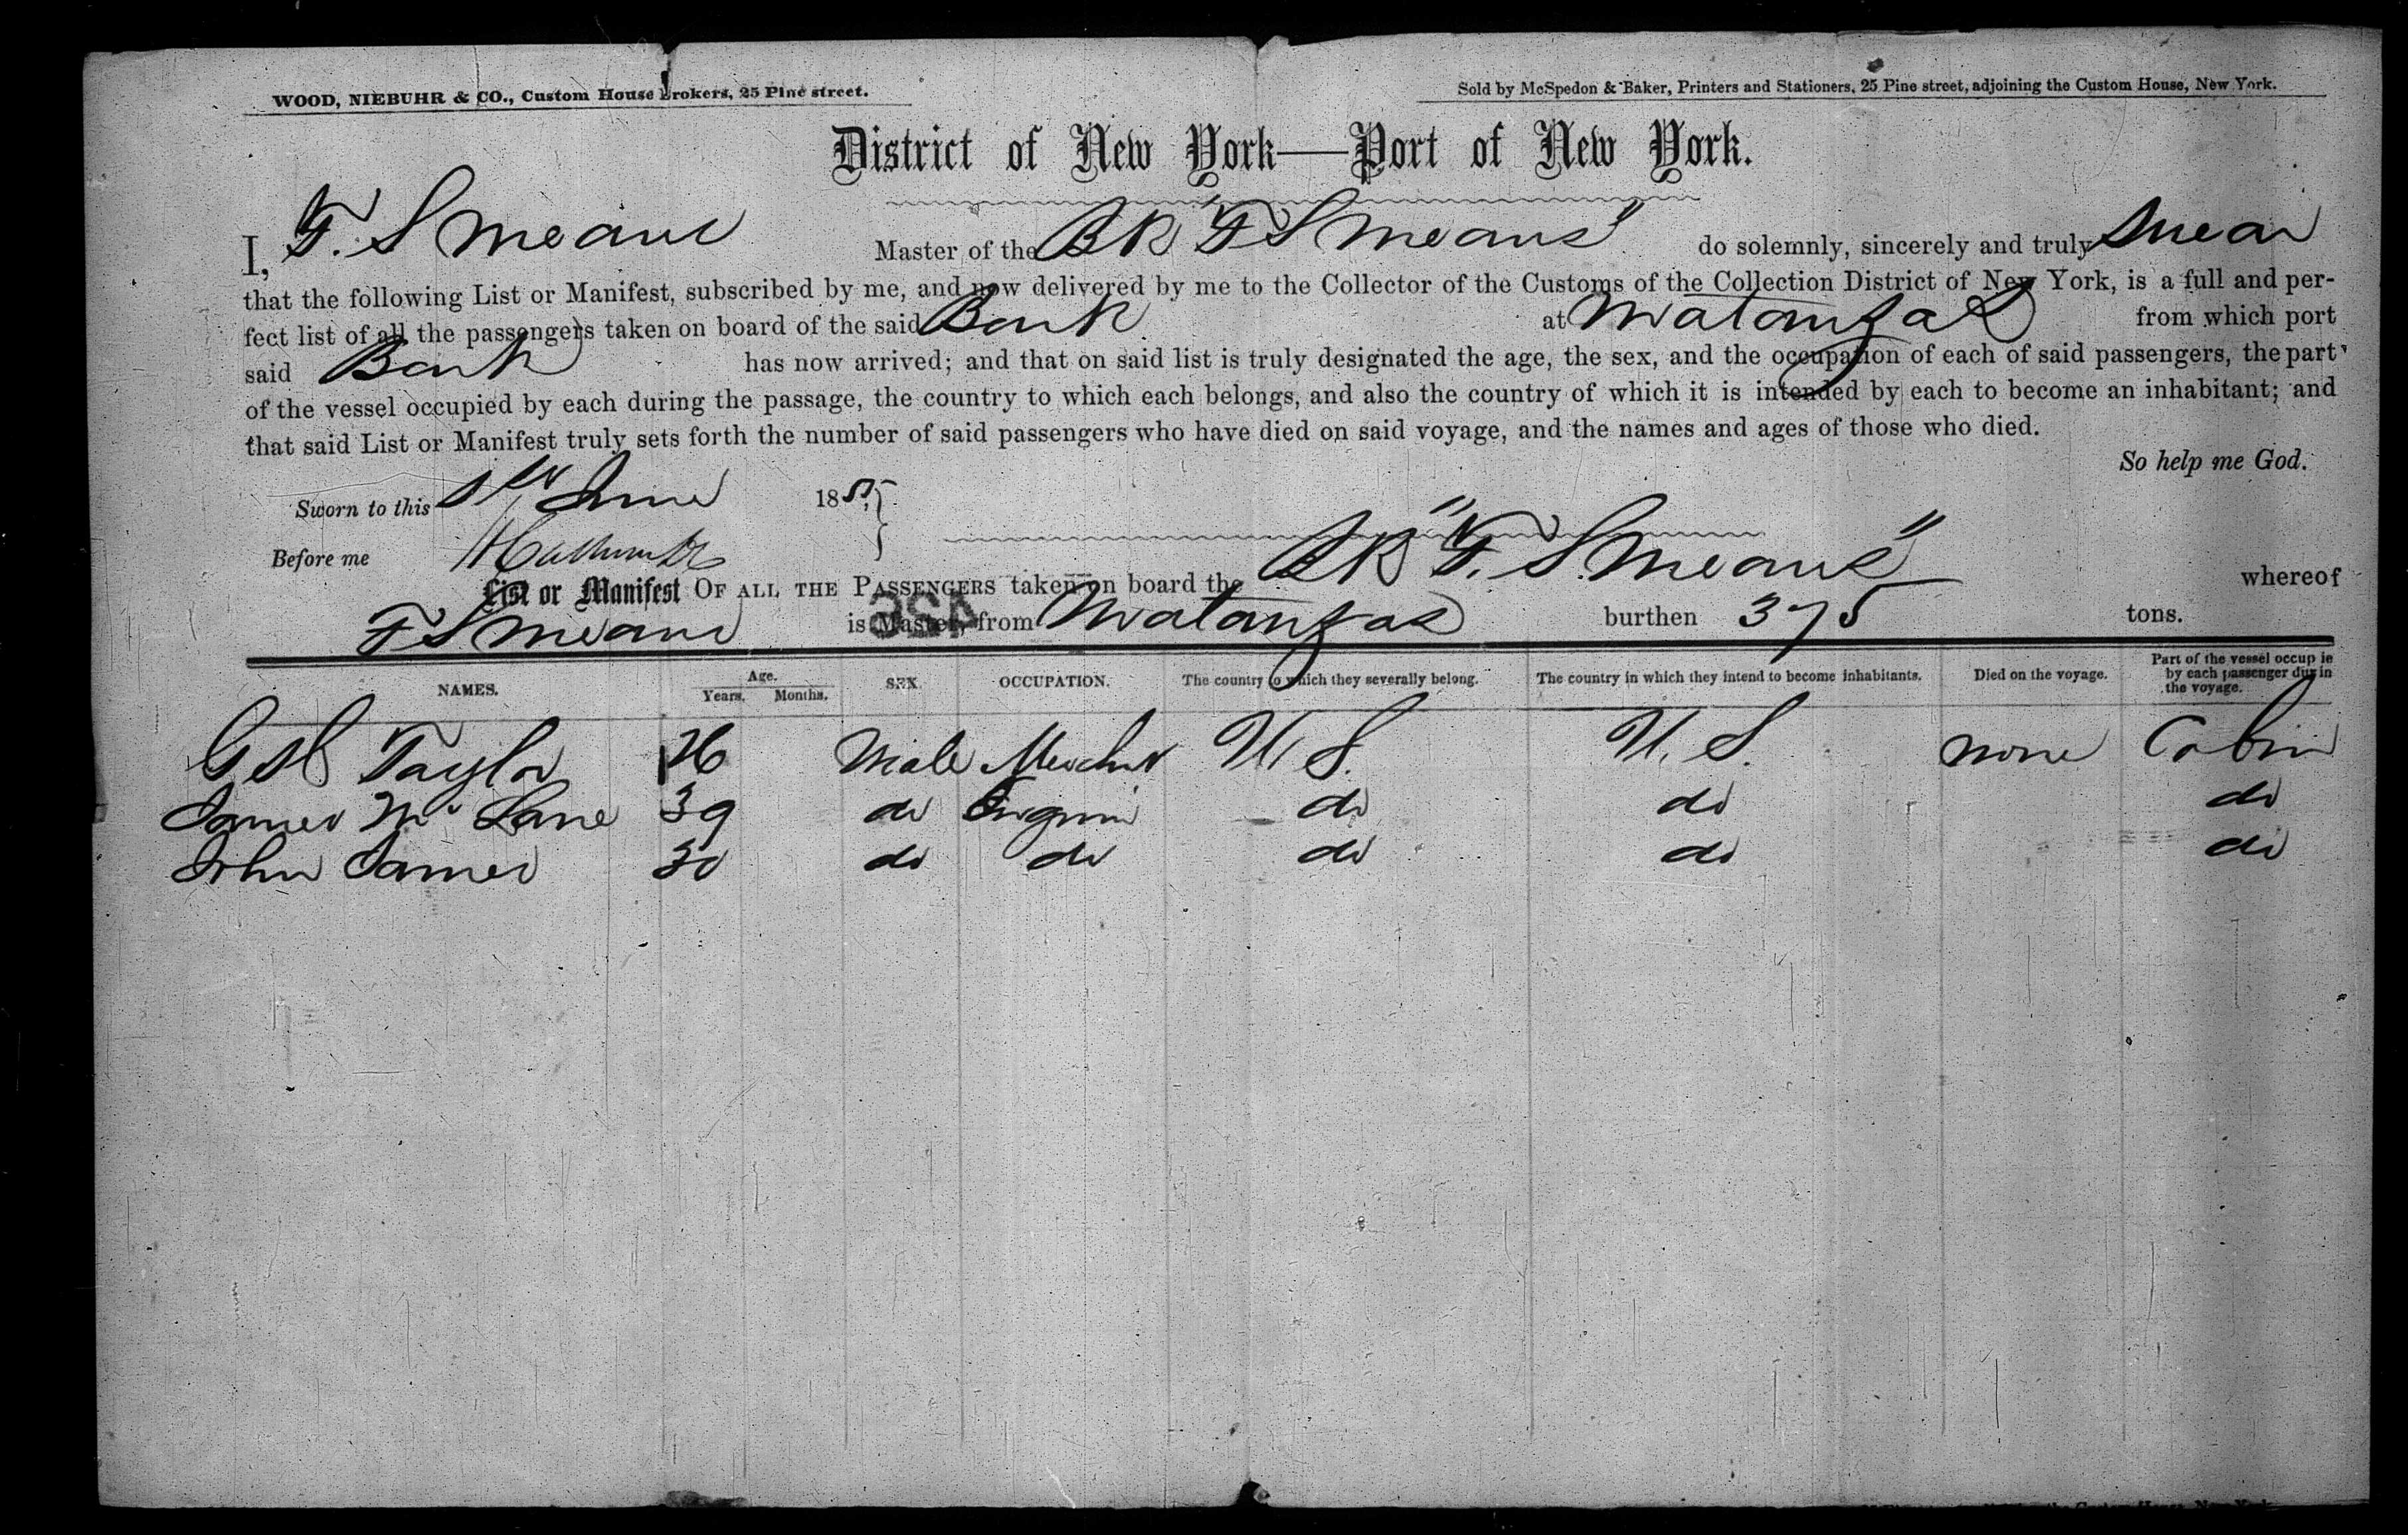 WOOD, NIEBUHR & CO., Custom House Brokers, 25 Pine street.
Sold by McSpedon & Baker, Printers and Stationers, 25 Pine street, adjoining the Custom House, New York.
District of New York—Port of New York.
I, F. S Means Master of the BK "F S Means" do solemnly, sincerely and truly swear
that the following List or Manifest, subscribed by me, and now delivered by me to the Collector of the Customs of the Collection District of New York, is a full and per-
fect list of all the passengers taken on board of the said Bark at Matanzas from which port
said Bark has now arrived; and that on said list is truly designated the age, the sex, and the occupation of each of said passengers, the part
of the vessel occupied by each during the passage, the country to which each belongs, and also the country of which it is intended by each to become an inhabitant; and
that said List or Manifest truly sets forth the number of said passengers who have died on said voyage, and the names and ages of those who died.
So help me God.
Sworn to this June 185
Before me
List or Manifest OF ALL THE PASSENGERS taken on board the BK "F. S. Means" whereof
F S Means is Master, from Matanzas burthen 375 tons.
NAMES. Age. Years. Months. SEX. OCCUPATION. The country to which they severally belong. The country in which they intend to become inhabitants. Died on the voyage. Part of the vessel occupie by each passenger durin the voyage.
Taylor 26 Male Merchnt U. S. U. S. none Cabin
James Mc Lane 39 do do do do
John James 30 do do do do do